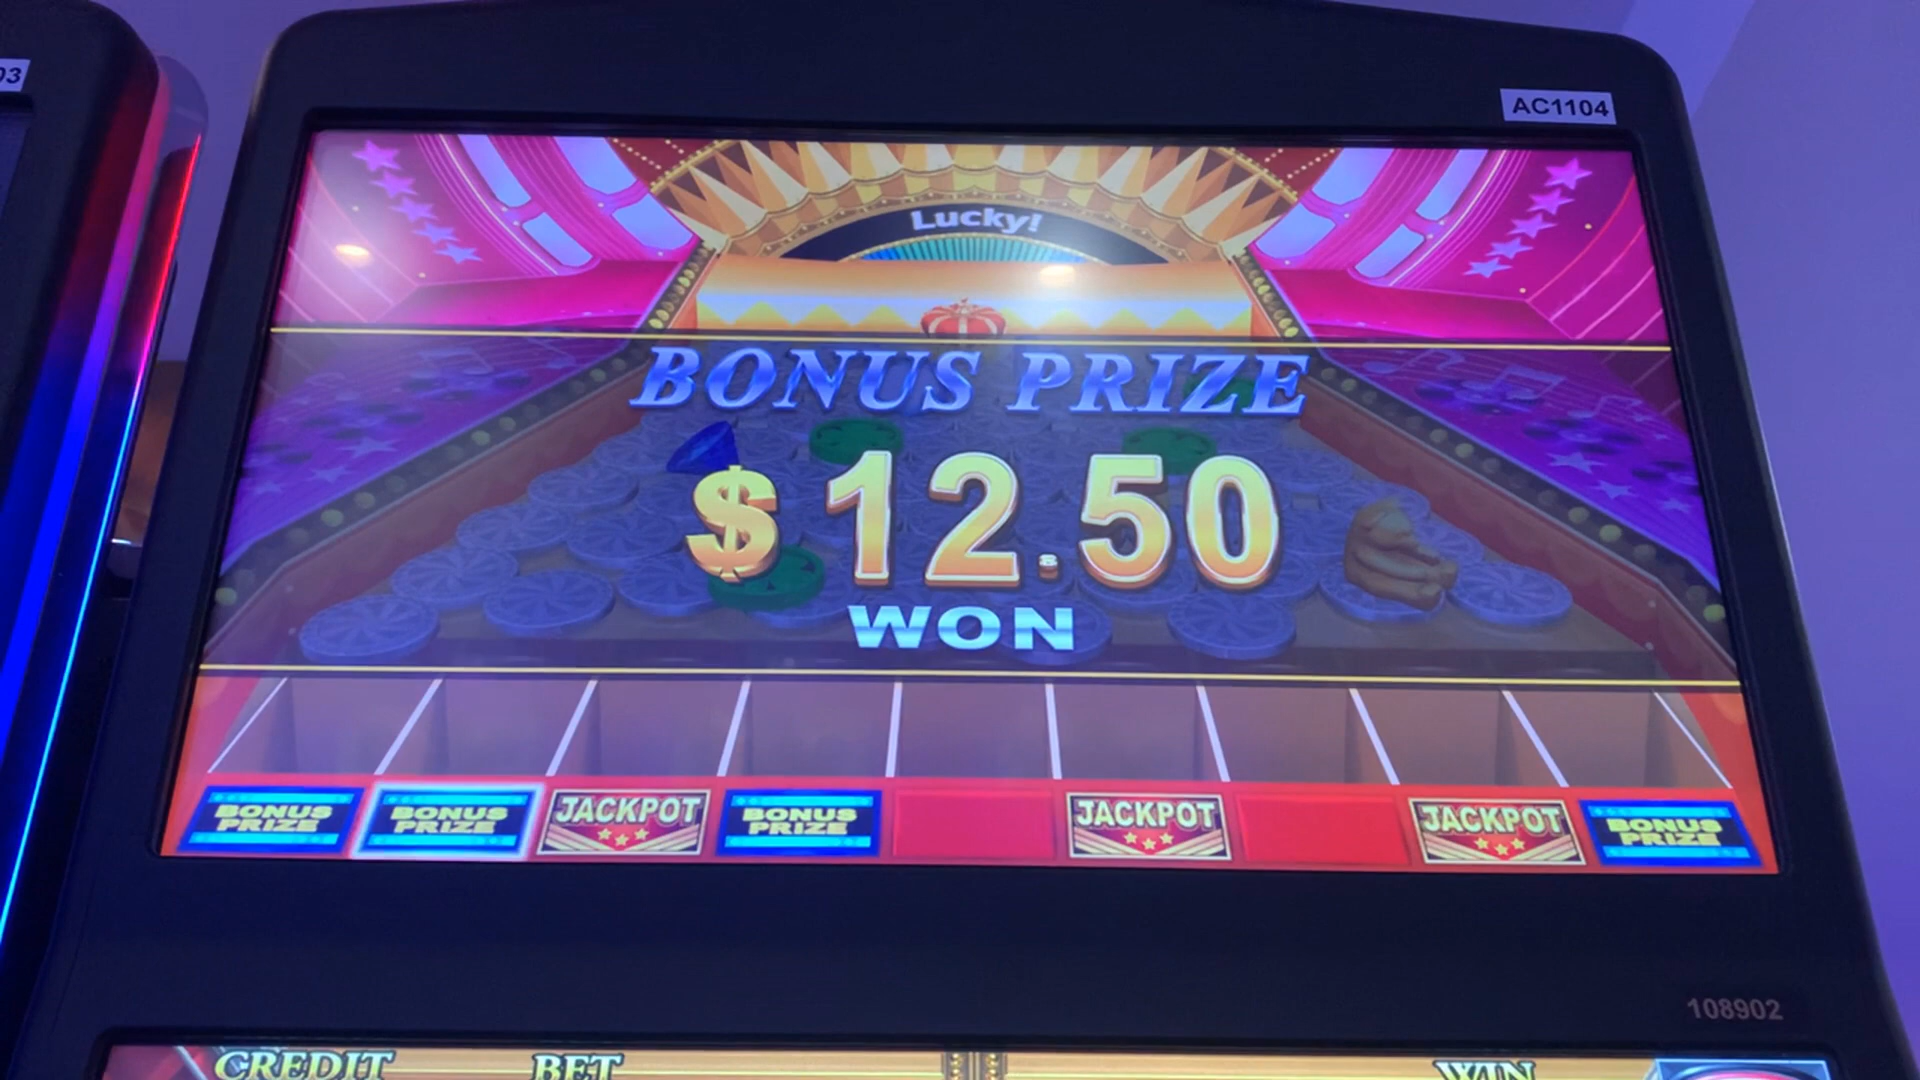 03
AC1104
Lucky!
BONUS PRIZE
$12.50
WON
BONUS
PRIZE
BONUS
PRIZE
JACKPOT
BONUS
PRIZE
JACKPOT
JACKPOT
BONUS
PRIZE
108902
CREDIT BET WIN